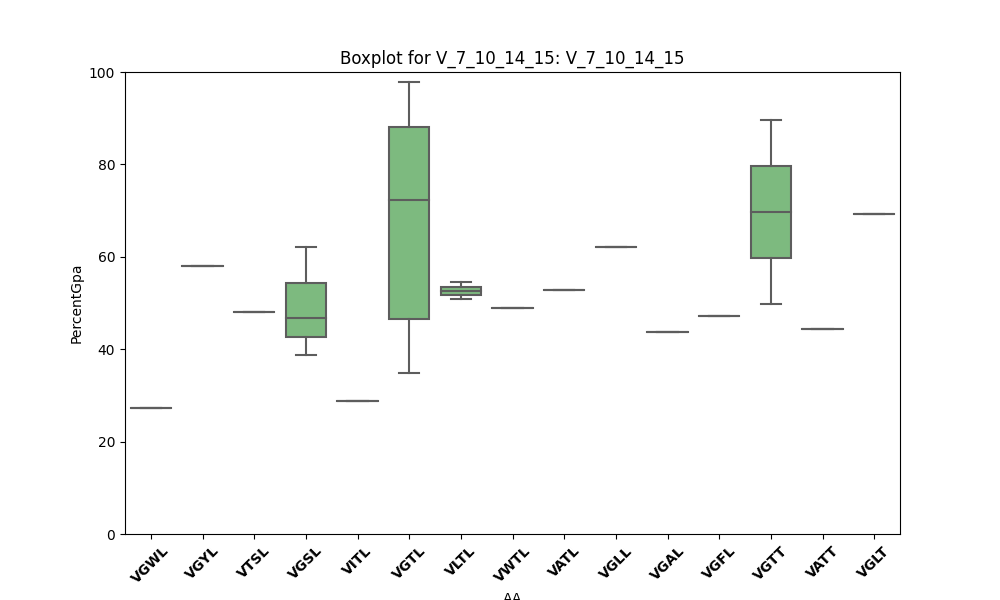 Boxplot for V_7_10_14_15: V_7_10_14_15
100
80
60
40
20
0
PercentGpa
VGWL
VGYL
VTSL
VGSL
VITL
VGTL
VLTL
VWTL
VATL
VGLL
VGAL
VGFL
VGTT
VATT
VGLT
AA